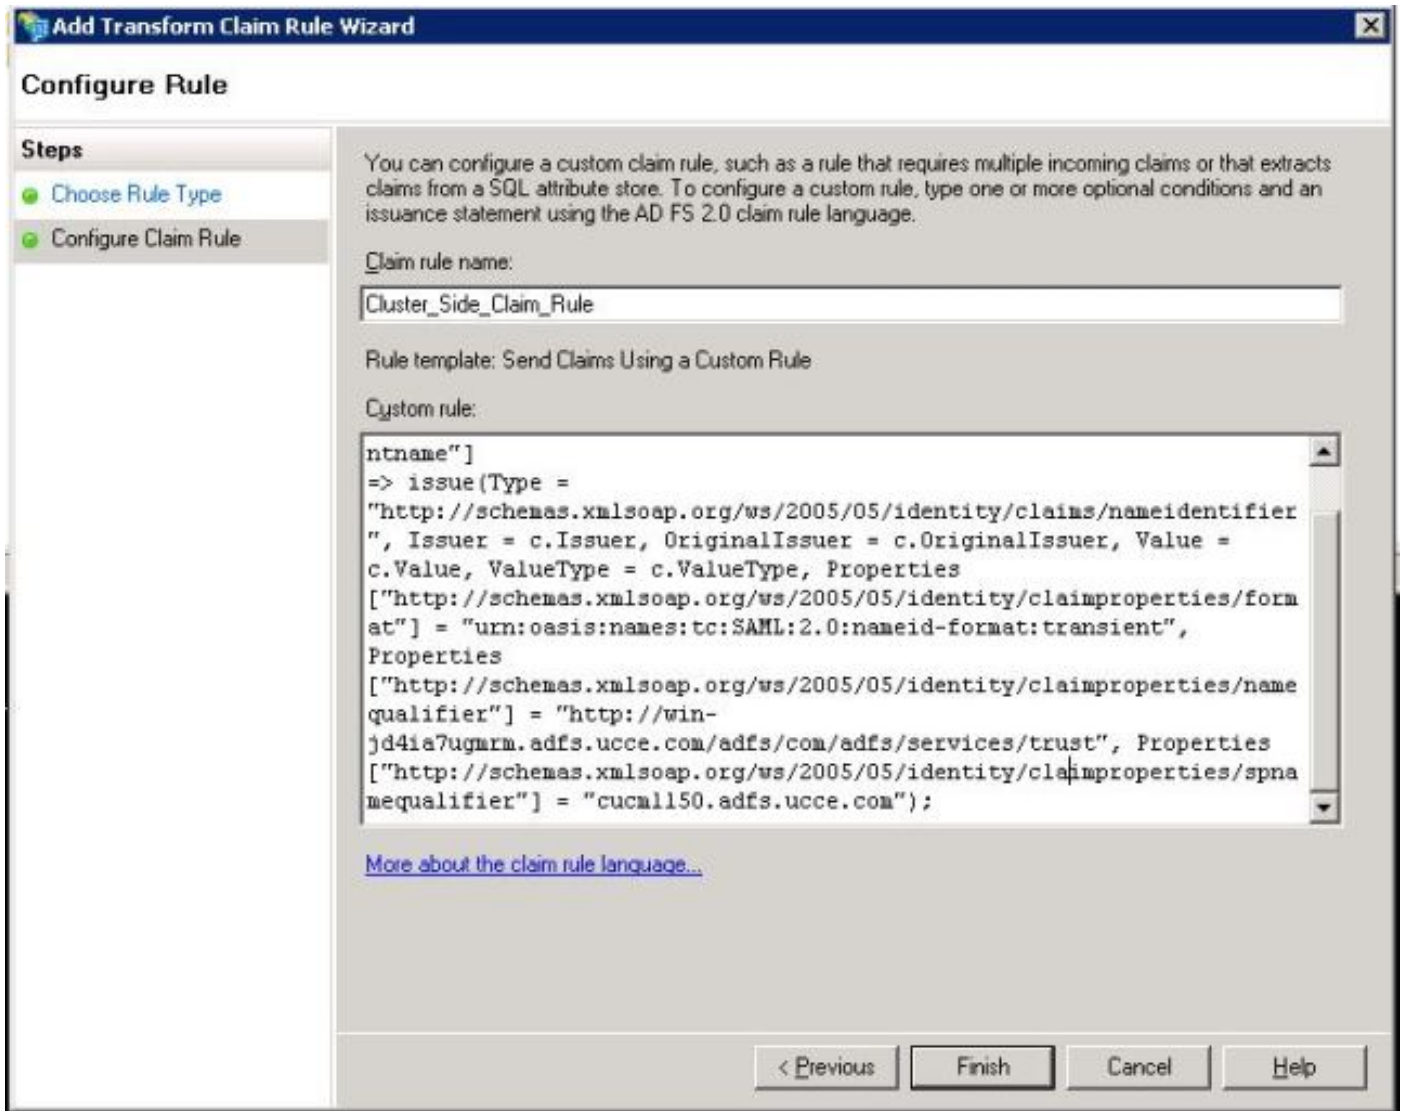 Add Transform Claim Rule Wizard
Configure Rule
Steps
Choose Rule Type
Configure Claim Rule
You can configure a custom claim rule, such as a rule that requires multiple incoming claims or that extracts
claims from a SQL attribute store. To configure a custom rule, type one or more optional conditions and an
issuance statement using the AD FS 2.0 claim rule language.
Claim rule name:
Cluster_Side_Claim_Rule
Rule template: Send Claims Using a Custom Rule
Custom rule:
ntname"]
=> issue(Type =
"http://schemas.xmlsoap.org/ws/2005/05/identity/claims/nameidentifier
", Issuer = c.Issuer, OriginalIssuer = c.OriginalIssuer, Value =
c.Value, ValueType = c.ValueType, Properties
["http://schemas.xmlsoap.org/ws/2005/05/identity/claimproperties/form
at"] = "urn:oasis:names:tc:SAML:2.0:nameid-format:transient",
Properties
["http://schemas.xmlsoap.org/ws/2005/05/identity/claimproperties/name
qualifier"] = "http://win-
jd4ia7ugmrm.adfs.ucce.com/adfs/com/adfs/services/trust", Properties
["http://schemas.xmlsoap.org/ws/2005/05/identity/claimproperties/spna
mequalifier"] = "cucm1150.adfs.ucce.com");
More about the claim rule language...
< Previous
Finish
Cancel
Help